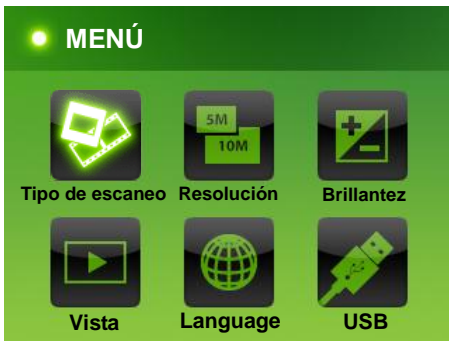 MENÚ
5M
10M
Tipo de escaneo Resolución Brillantez
Vista Language USB